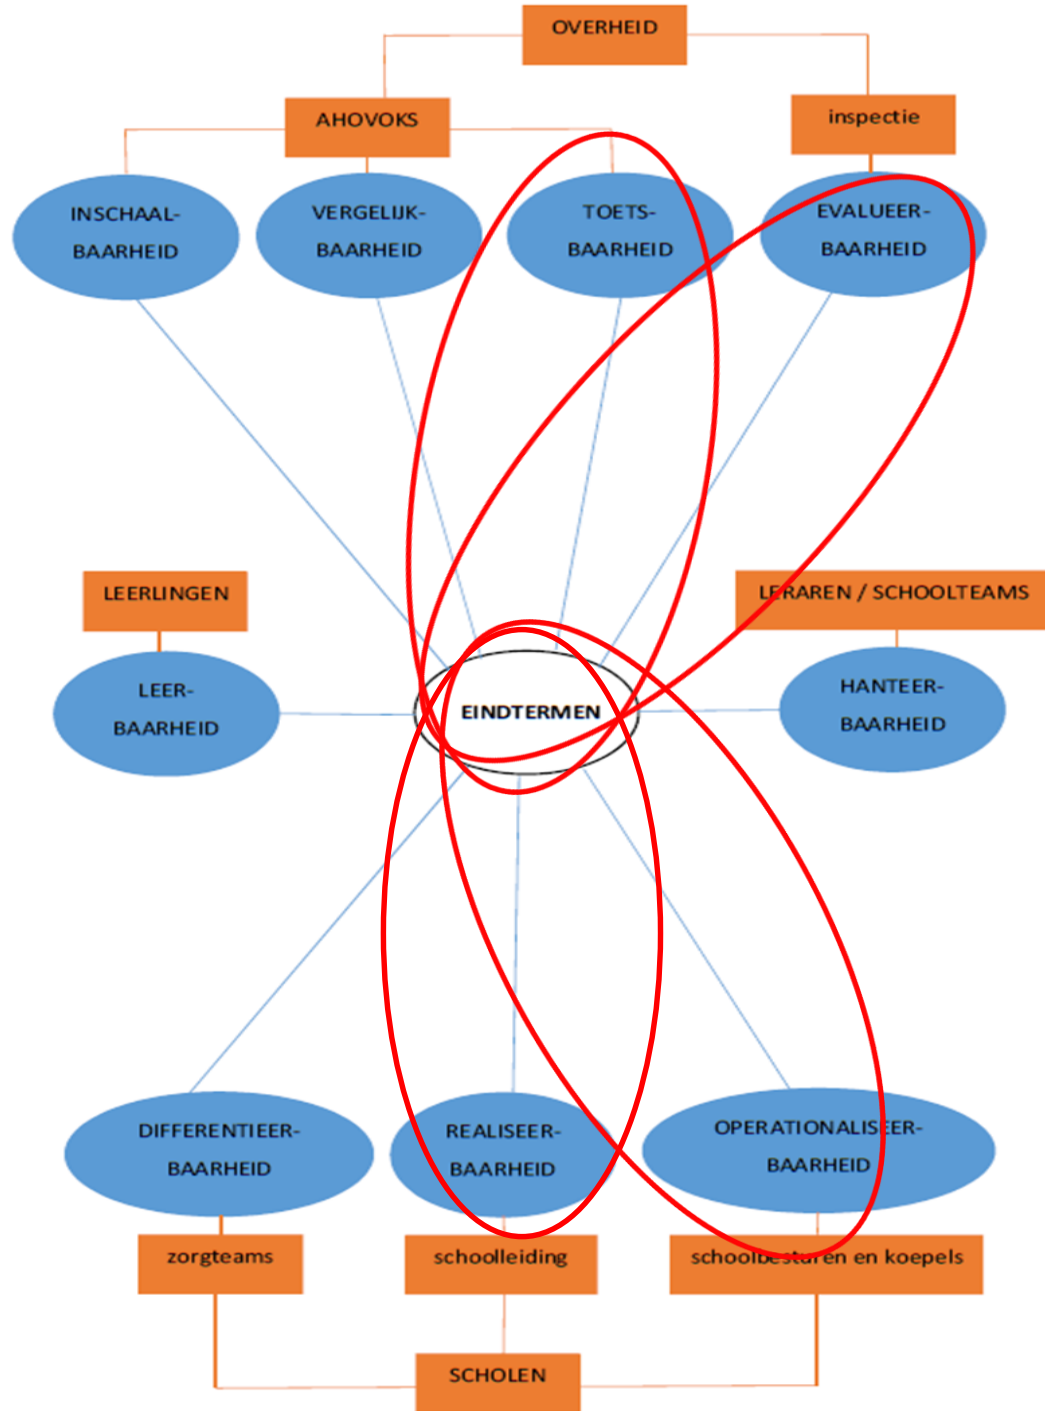 OVERHEID
AHOVOKS
inspectie
INSCHAAL-
BAARHEID
VERGELIJK-
BAARHEID
TOETS-
BAARHEID
EVALUEER-
BAARHEID
LEERLINGEN
LERAREN / SCHOOLTEAMS
LEER-
BAARHEID
EINDTERMEN
HANTEER-
BAARHEID
DIFFERENTIEER-
BAARHEID
REALISEER-
BAARHEID
OPERATIONALISEER-
BAARHEID
zorgteams
schoolleiding
schoolbesturen en koepels
SCHOLEN